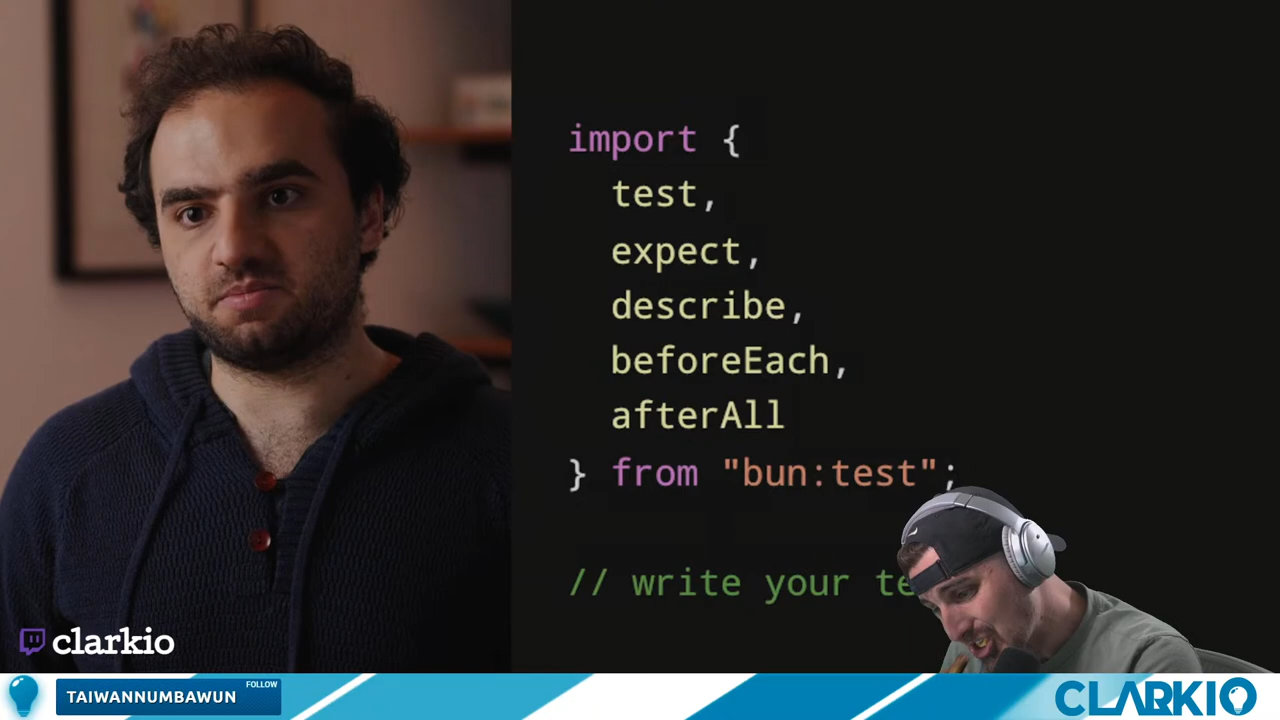 import {
test,
expect,
describe,
beforeEach,
afterAll
} from "bun:test";
// write your te
clarkio
FOLLOW
TAIWANNUMBAWUN
CLARKIO